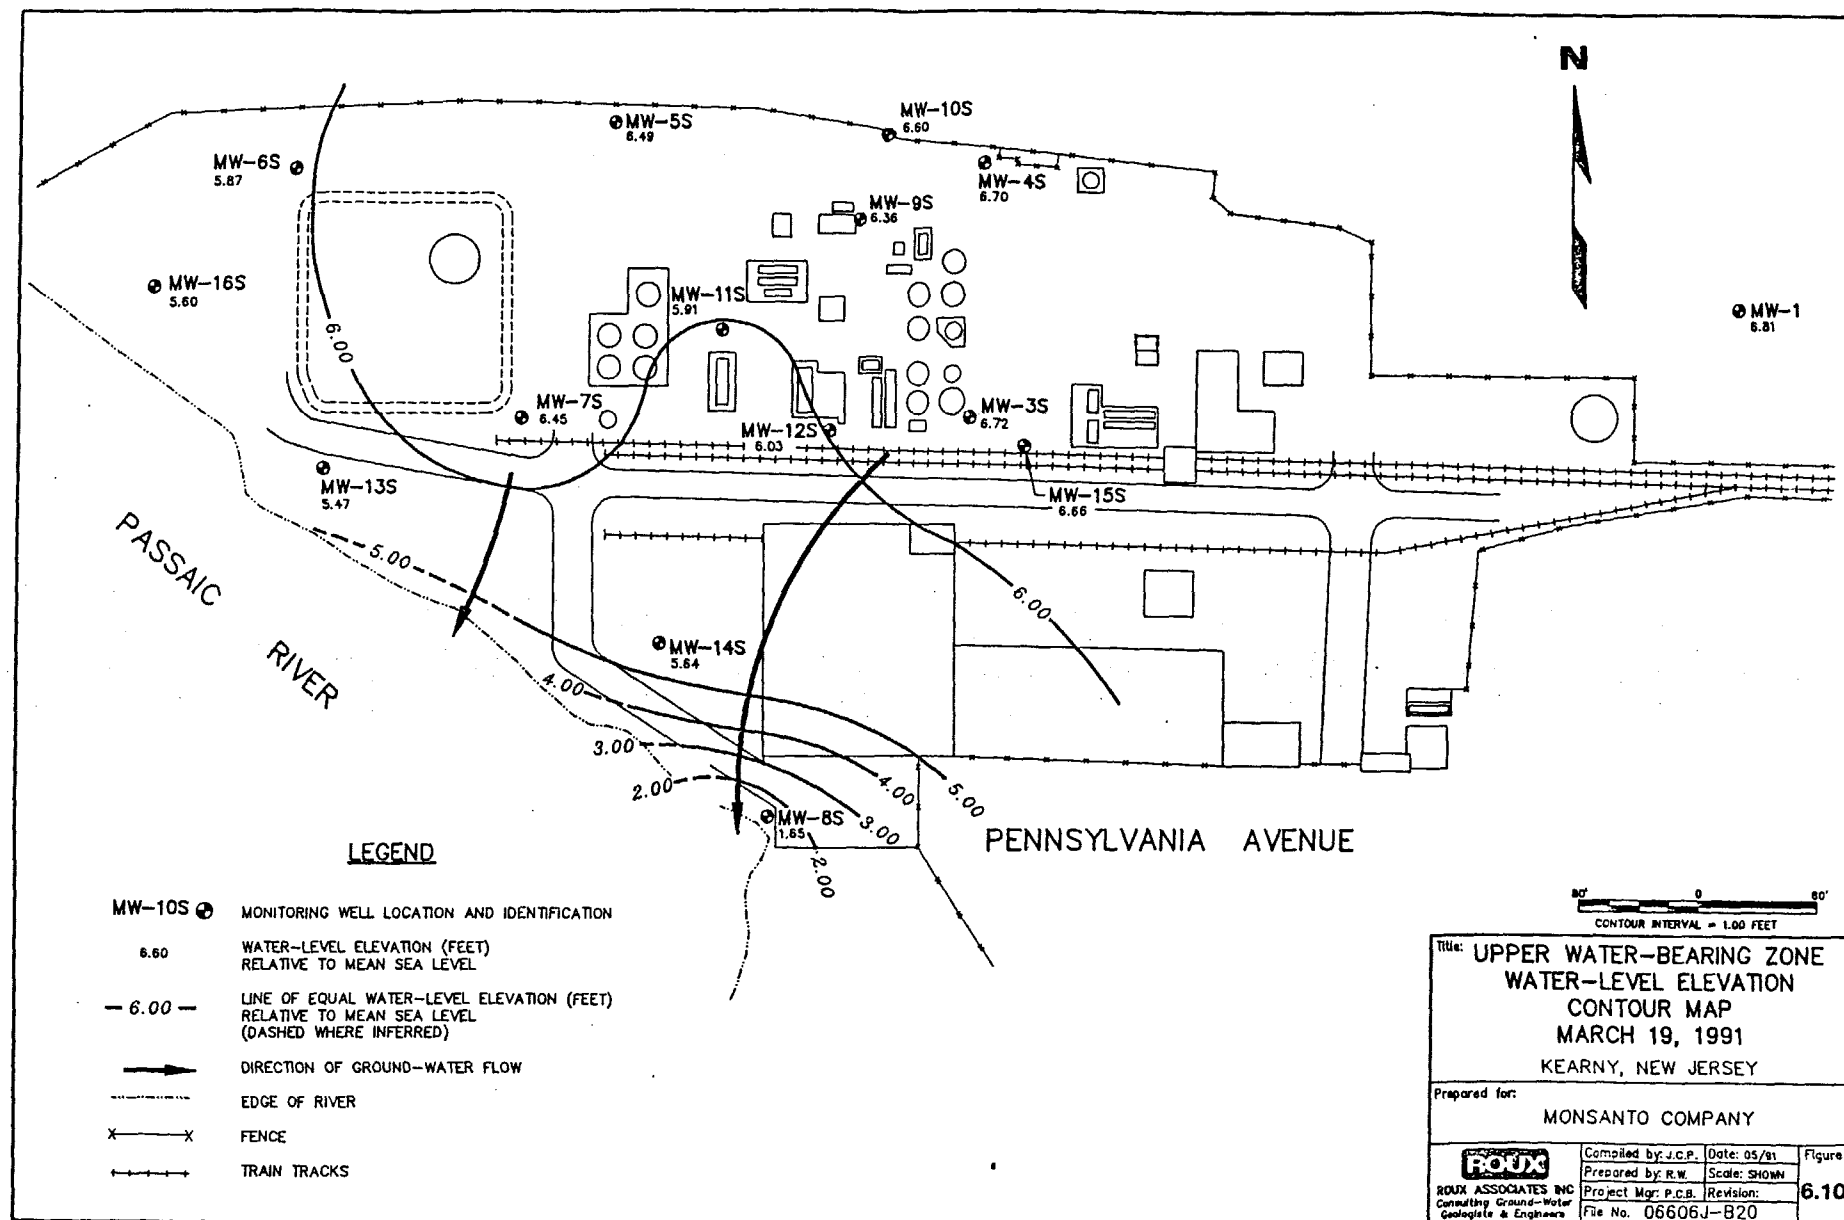 N
MW-10S
6.60
MW-5S
6.49
MW-6S
5.87
MW-4S
6.70
MW-9S
6.36
MW-16S
5.60
MW-11S
5.91
MW-1
6.81
6.00
MW-7S
6.45
MW-3S
6.72
MW-12S
6.03
MW-13S
5.47
MW-15S
6.66
PASSAIC
RIVER
5.00
6.00
MW-14S
5.64
4.00
3.00
2.00
4.00
5.00
MW-8S
1.65
3.00
2.00
PENNSYLVANIA AVENUE
LEGEND
MW-10S MONITORING WELL LOCATION AND IDENTIFICATION
6.60 WATER-LEVEL ELEVATION (FEET)
RELATIVE TO MEAN SEA LEVEL
6.00 LINE OF EQUAL WATER-LEVEL ELEVATION (FEET)
RELATIVE TO MEAN SEA LEVEL
(DASHED WHERE INFERRED)
DIRECTION OF GROUND-WATER FLOW
EDGE OF RIVER
FENCE
TRAIN TRACKS
0
CONTOUR INTERVAL = 1.00 FEET
Title: UPPER WATER-BEARING ZONE
WATER-LEVEL ELEVATION
CONTOUR MAP
MARCH 19, 1991
KEARNY, NEW JERSEY
Prepared for:
MONSANTO COMPANY
ROUX
ROUX ASSOCIATES INC
Consulting Ground-Water
Geologists & Engineers
Compiled by: J.C.P. Date: 05/91 Figure
Prepared by: R.W. Scale: SHOWN
Project Mgr: P.C.B. Revision: 6.10
File No. 06606J-B20